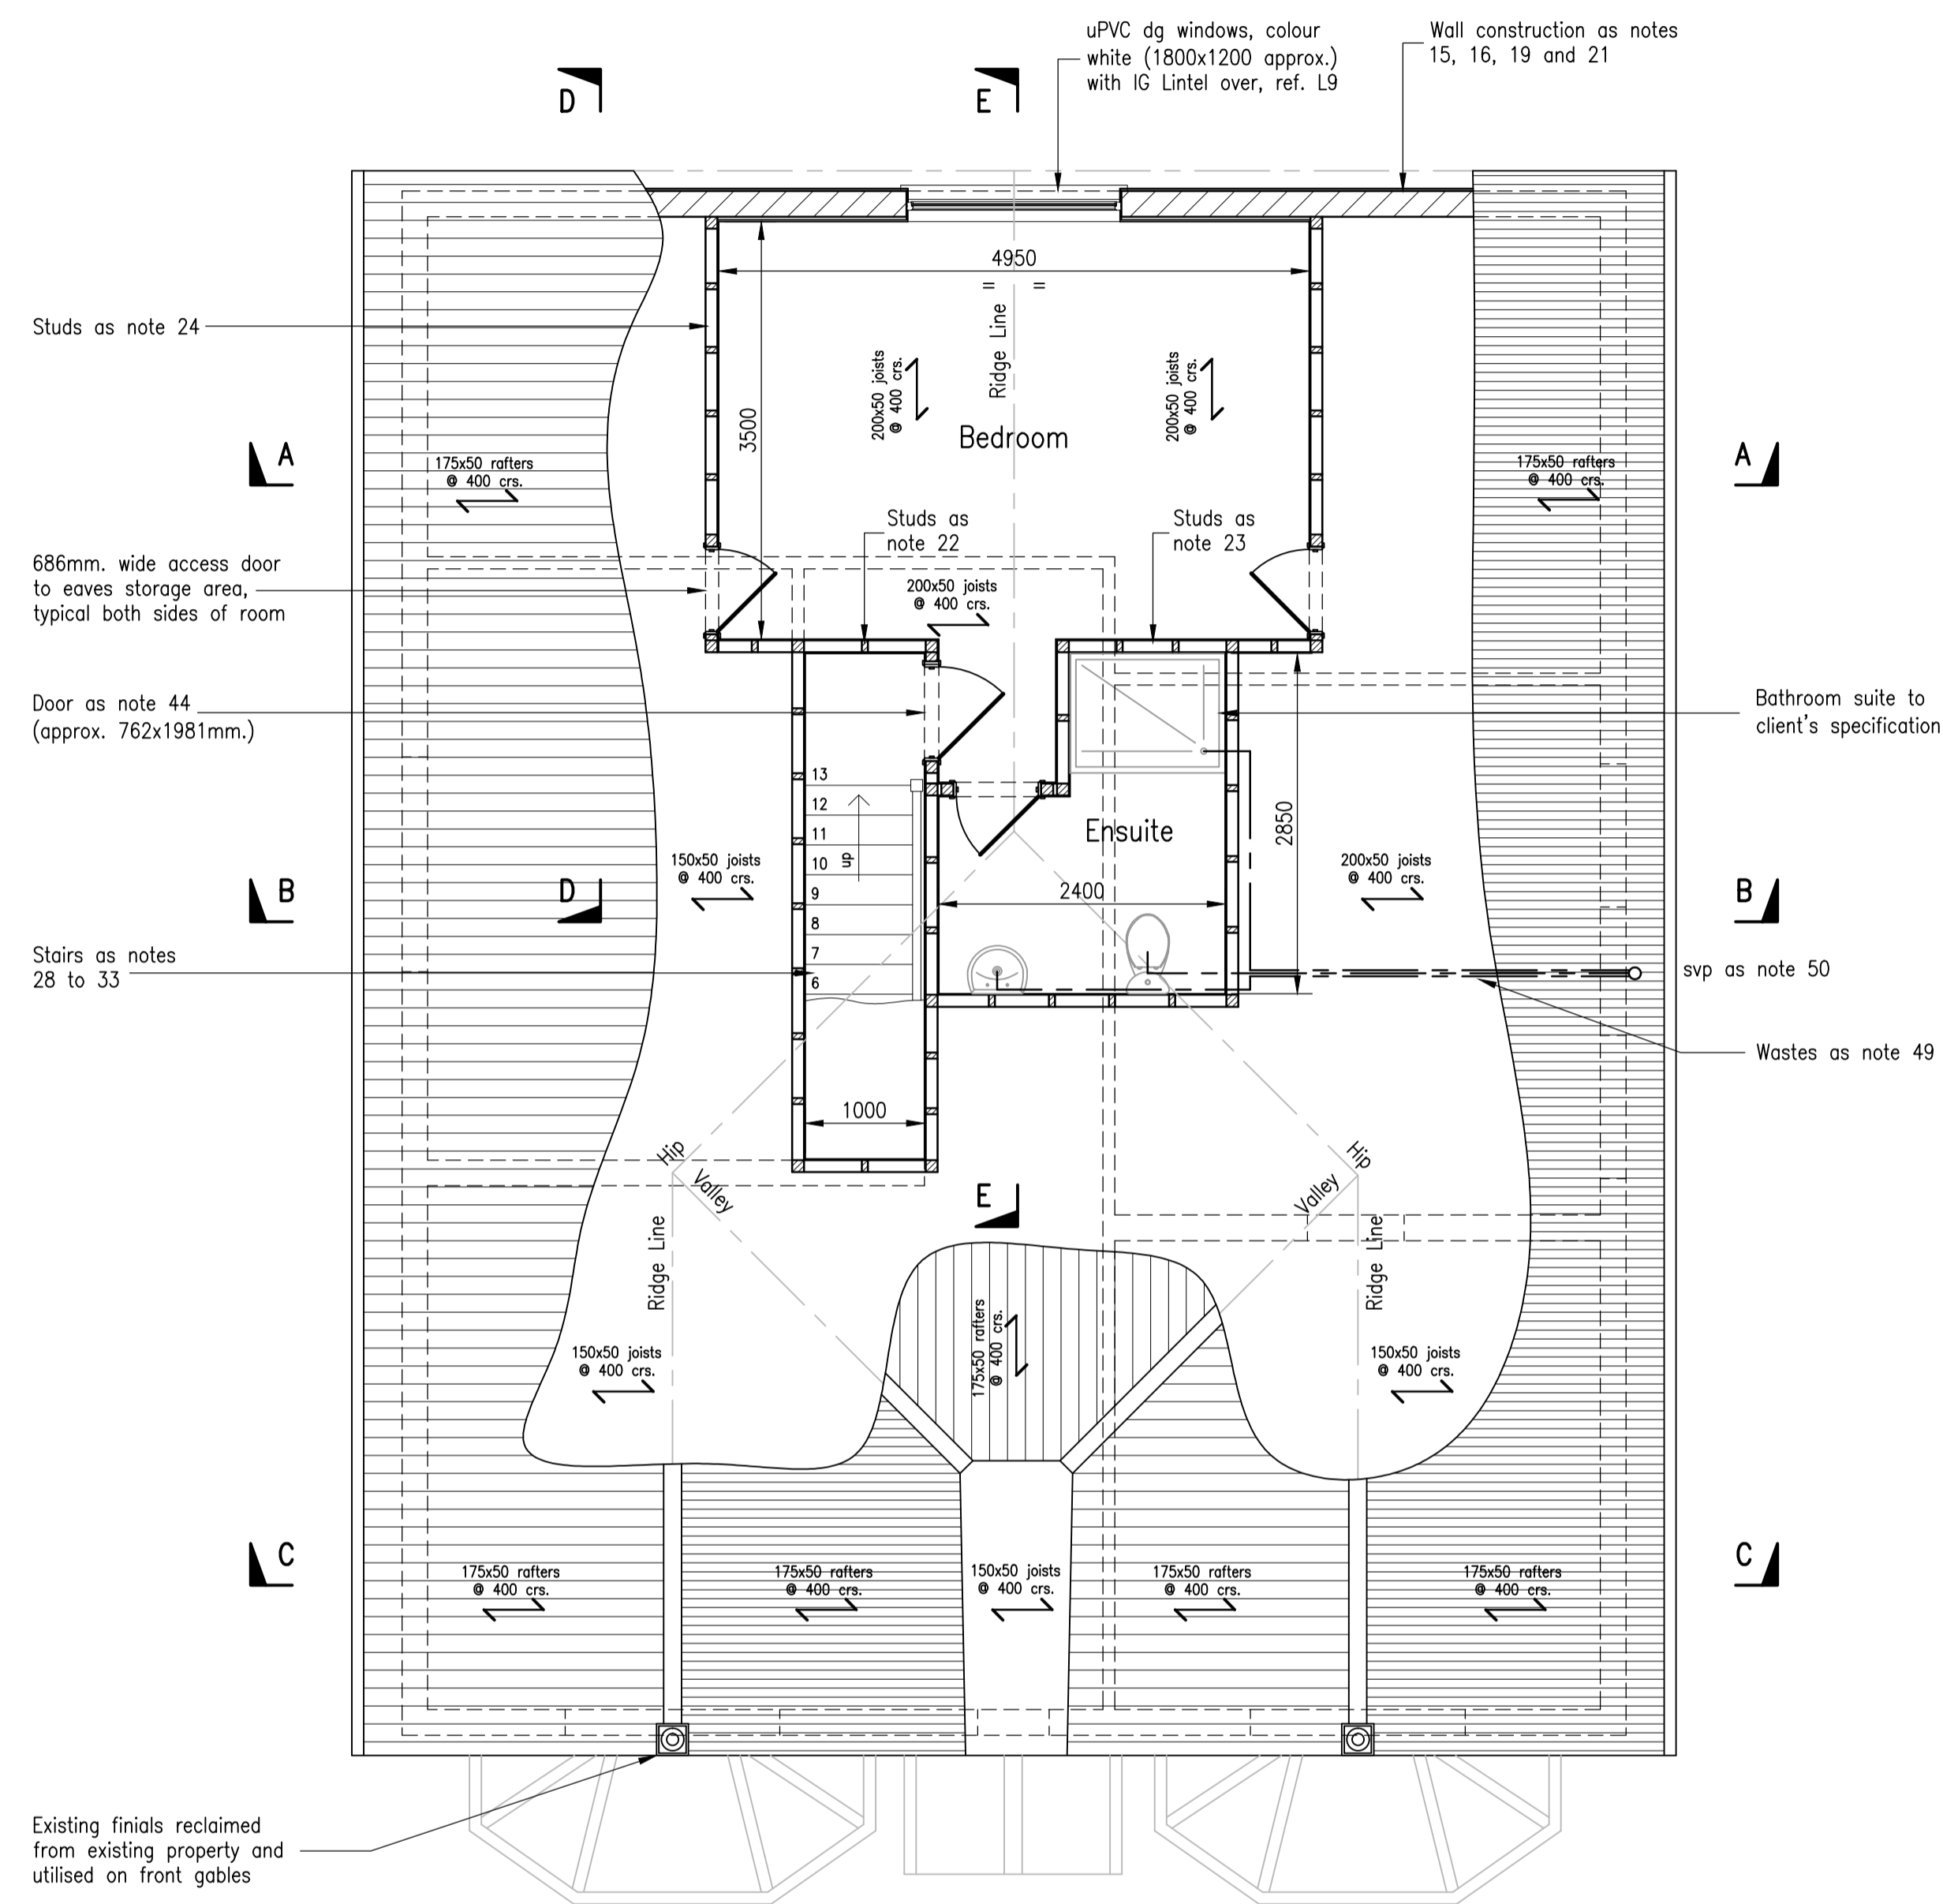 uPVC dg windows, colour
white (1800x1200 approx.)
with IG Lintel over, ref. L9
Wall construction as notes
15, 16, 19 and 21
D
E
4950
=
=
Studs as note 24
Ridge Line
200x50 joists
@ 400 crs.
200x50 joists
@ 400 crs.
3500
Bedroom
A
A
175x50 rafters
@ 400 crs.
175x50 rafters
@ 400 crs.
Studs as
note 22
Studs as
note 23
686mm. wide access door
to eaves storage area,
typical both sides of room
200x50 joists
@ 400 crs.
Door as note 44
(approx. 762x1981mm.)
Bathroom suite to
client's specification
13
12
11
10
9
8
7
6
dn
Ensuite
2850
2400
150x50 joists
@ 400 crs.
200x50 joists
@ 400 crs.
B
D
B
Stairs as notes
28 to 33
svp as note 50
Wastes as note 49
1000
Hip
Valley
Hip
Valley
E
Ridge Line
Ridge Line
175x50 rafters
@ 400 crs.
150x50 joists
@ 400 crs.
150x50 joists
@ 400 crs.
C
C
175x50 rafters
@ 400 crs.
175x50 rafters
@ 400 crs.
150x50 joists
@ 400 crs.
175x50 rafters
@ 400 crs.
175x50 rafters
@ 400 crs.
Existing finials reclaimed
from existing property and
utilised on front gables